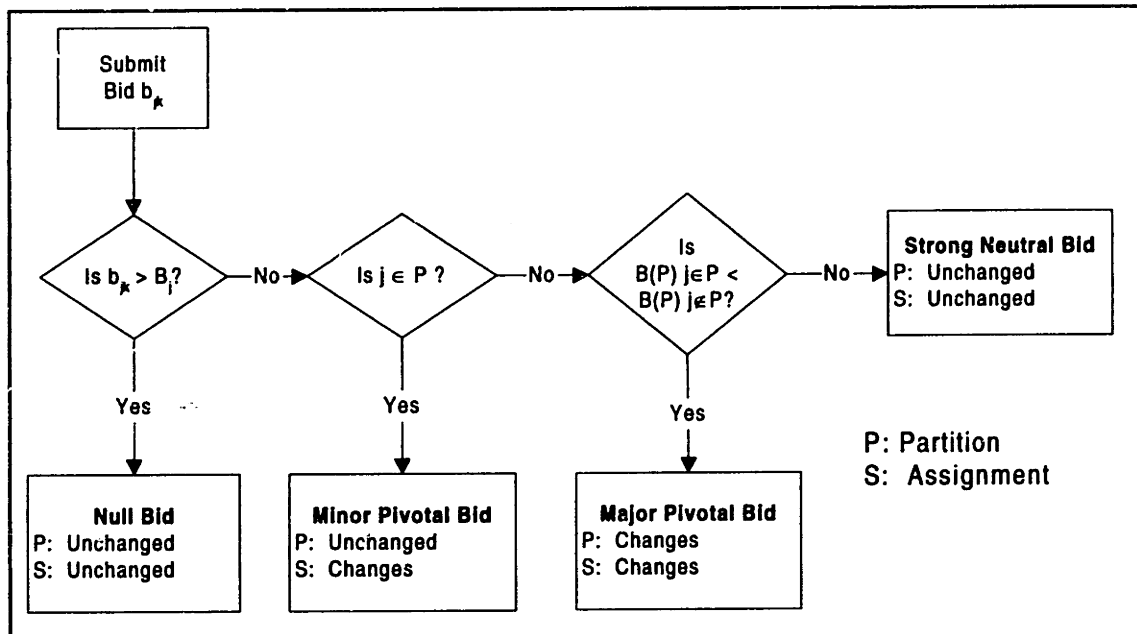 Submit
Bid b_jk
Is b_jk > B_j?
No
Is j ∈ P ?
No
Is
B(P) j∈P <
B(P) j∉P?
No
Strong Neutral Bid
P: Unchanged
S: Unchanged
Yes
Yes
Yes
P: Partition
S: Assignment
Null Bid
P: Unchanged
S: Unchanged
Minor Pivotal Bid
P: Unchanged
S: Changes
Major Pivotal Bid
P: Changes
S: Changes